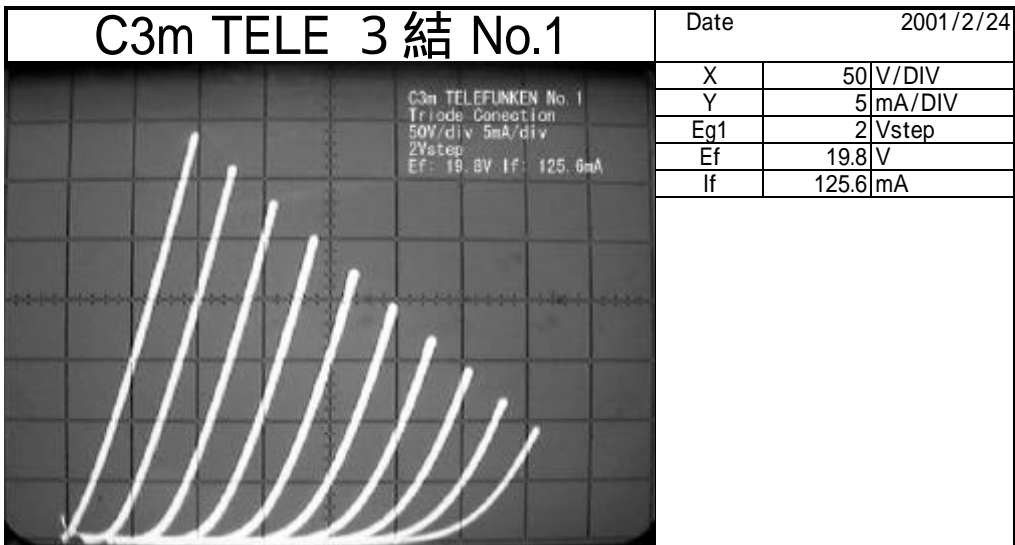 C3m TELE ３結 No.1
Date 2001/2/24
X 50 V/DIV
Y 5 mA/DIV
Eg1 2 Vstep
Ef 19.8 V
If 125.6 mA
C3m TELEFUNKEN No.1
Triode Conection
50V/div 5mA/div
2Vstep
Ef: 19.8V If: 125.6mA